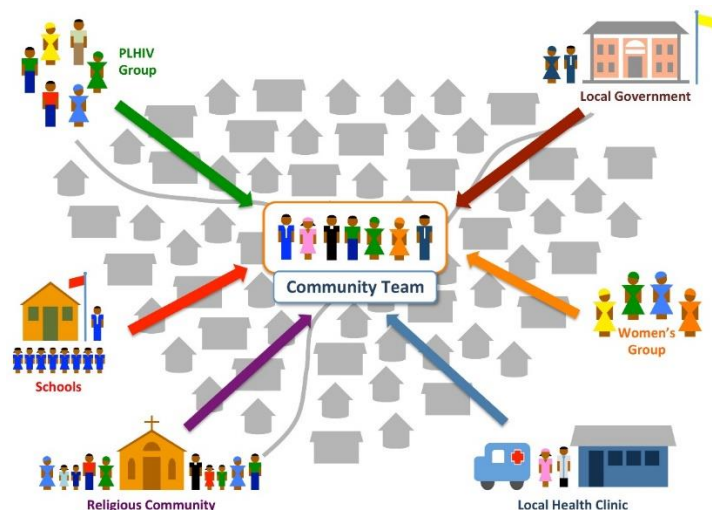 PLHIV
Group
Local Government
Community Team
Women's
Group
Schools
Religious Community
Local Health Clinic